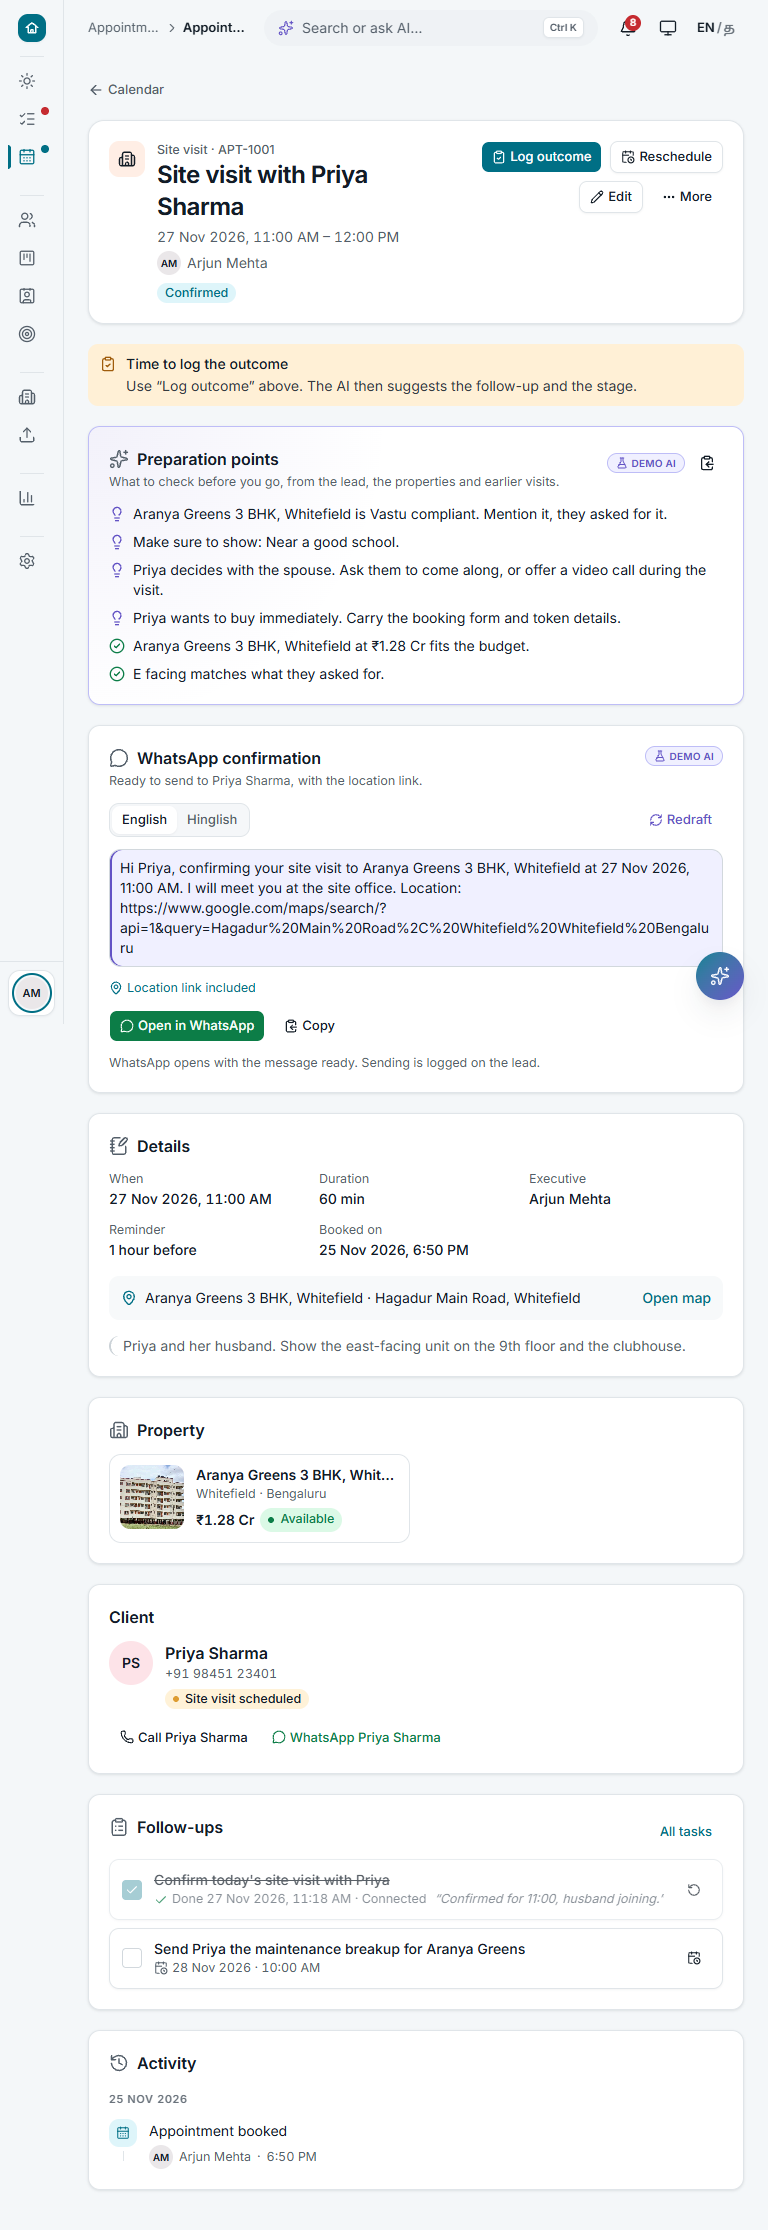 Appointm... > Appoint...
Search or ask AI...
Ctrl K
8
EN / த
Calendar
Site visit · APT-1001
Site visit with Priya
Sharma
27 Nov 2026, 11:00 AM – 12:00 PM
AM Arjun Mehta
Confirmed
Log outcome
Reschedule
Edit
More
Time to log the outcome
Use “Log outcome” above. The AI then suggests the follow-up and the stage.
Preparation points
DEMO AI
What to check before you go, from the lead, the properties and earlier visits.
Aranya Greens 3 BHK, Whitefield is Vastu compliant. Mention it, they asked for it.
Make sure to show: Near a good school.
Priya decides with the spouse. Ask them to come along, or offer a video call during the
visit.
Priya wants to buy immediately. Carry the booking form and token details.
Aranya Greens 3 BHK, Whitefield at ₹1.28 Cr fits the budget.
E facing matches what they asked for.
WhatsApp confirmation
DEMO AI
Ready to send to Priya Sharma, with the location link.
English Hinglish
Redraft
Hi Priya, confirming your site visit to Aranya Greens 3 BHK, Whitefield at 27 Nov 2026,
11:00 AM. I will meet you at the site office. Location:
https://www.google.com/maps/search/?
api=1&query=Hagadur%20Main%20Road%2C%20Whitefield%20Whitefield%20Bengalu
ru
Location link included
AM
Open in WhatsApp
Copy
WhatsApp opens with the message ready. Sending is logged on the lead.
Details
When Duration Executive
27 Nov 2026, 11:00 AM 60 min Arjun Mehta
Reminder Booked on
1 hour before 25 Nov 2026, 6:50 PM
Aranya Greens 3 BHK, Whitefield · Hagadur Main Road, Whitefield
Open map
Priya and her husband. Show the east-facing unit on the 9th floor and the clubhouse.
Property
Aranya Greens 3 BHK, Whit...
Whitefield · Bengaluru
₹1.28 Cr Available
Client
PS
Priya Sharma
+91 98451 23401
Site visit scheduled
Call Priya Sharma
WhatsApp Priya Sharma
Follow-ups
All tasks
Confirm today's site visit with Priya
Done 27 Nov 2026, 11:18 AM · Connected “Confirmed for 11:00, husband joining.”
Send Priya the maintenance breakup for Aranya Greens
28 Nov 2026 · 10:00 AM
Activity
25 NOV 2026
Appointment booked
AM Arjun Mehta · 6:50 PM